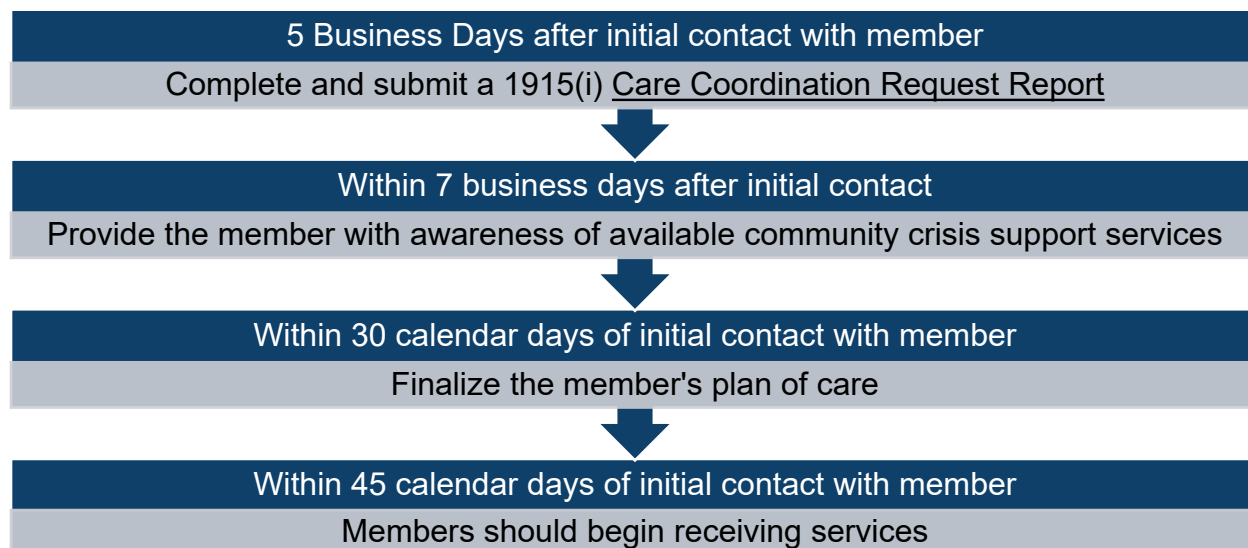 5 Business Days after initial contact with member
Complete and submit a 1915(i) Care Coordination Request Report
Within 7 business days after initial contact
Provide the member with awareness of available community crisis support services
Within 30 calendar days of initial contact with member
Finalize the member's plan of care
Within 45 calendar days of initial contact with member
Members should begin receiving services